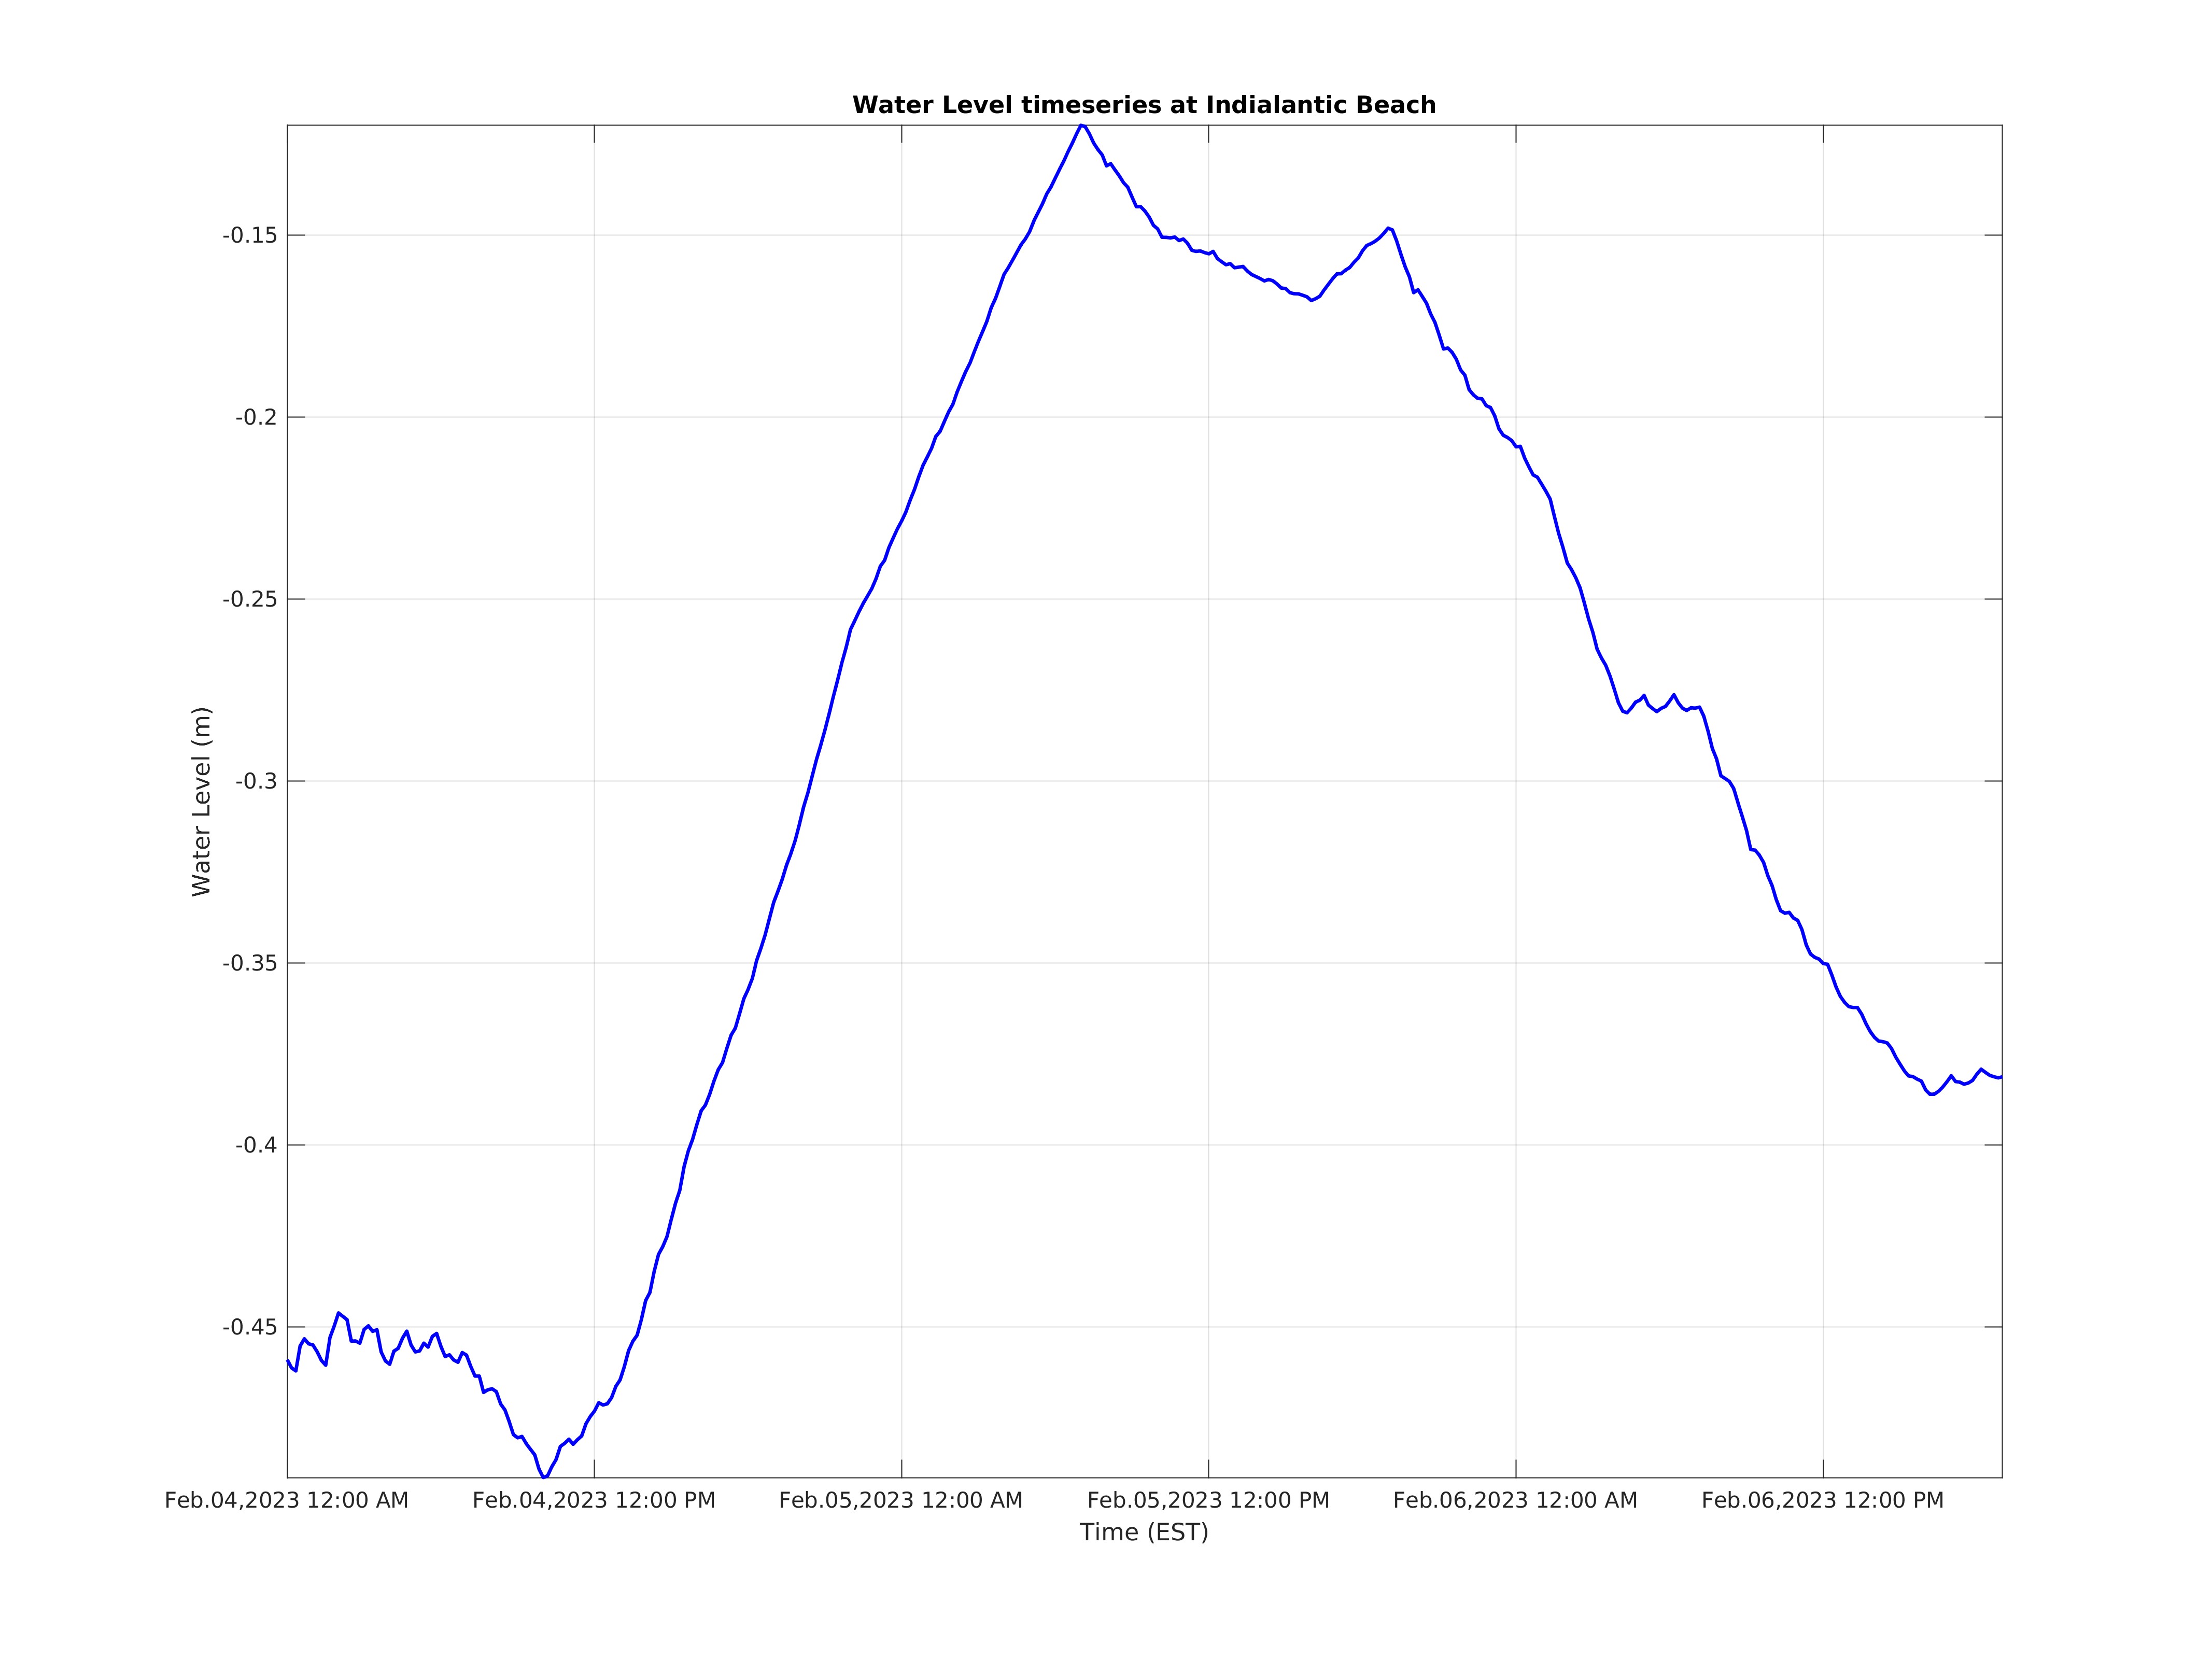 Water Level timeseries at Indialantic Beach
-0.15
-0.2
-0.25
-0.3
-0.35
-0.4
-0.45
Water Level (m)
Feb.04,2023 12:00 AM
Feb.04,2023 12:00 PM
Feb.05,2023 12:00 AM
Feb.05,2023 12:00 PM
Feb.06,2023 12:00 AM
Feb.06,2023 12:00 PM
Time (EST)